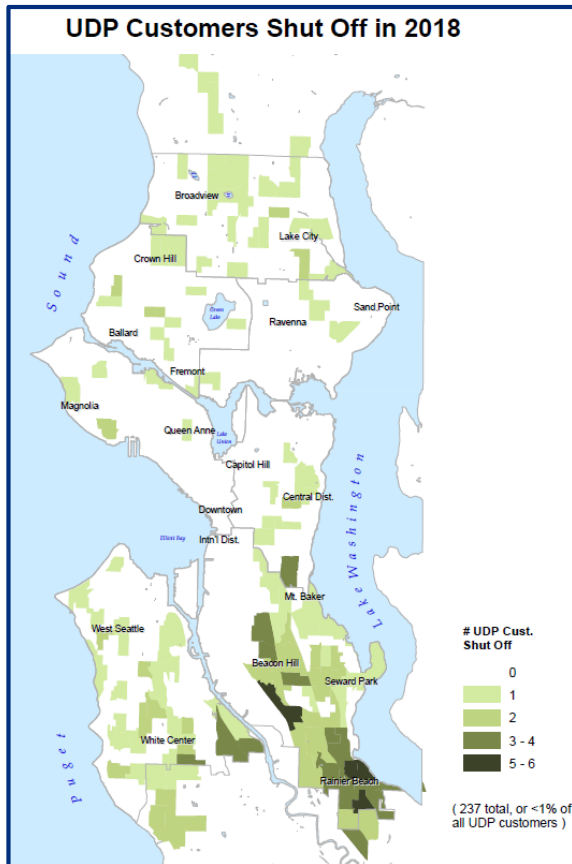 UDP Customers Shut Off in 2018
Broadview
Lake City
Crown Hill
Sound
Green
Lake
Ravenna
Sand Point
Ballard
Fremont
Magnolia
Queen Anne
Lake
Union
Capitol Hill
Central Dist.
Downtown
Elliott Bay
Intn'l Dist.
Lake Washington
Mt. Baker
West Seattle
Beacon Hill
Seward Park
White Center
Puget
Rainier Beach
# UDP Cust.
Shut Off
0
1
2
3 - 4
5 - 6
( 237 total, or <1% of
all UDP customers )